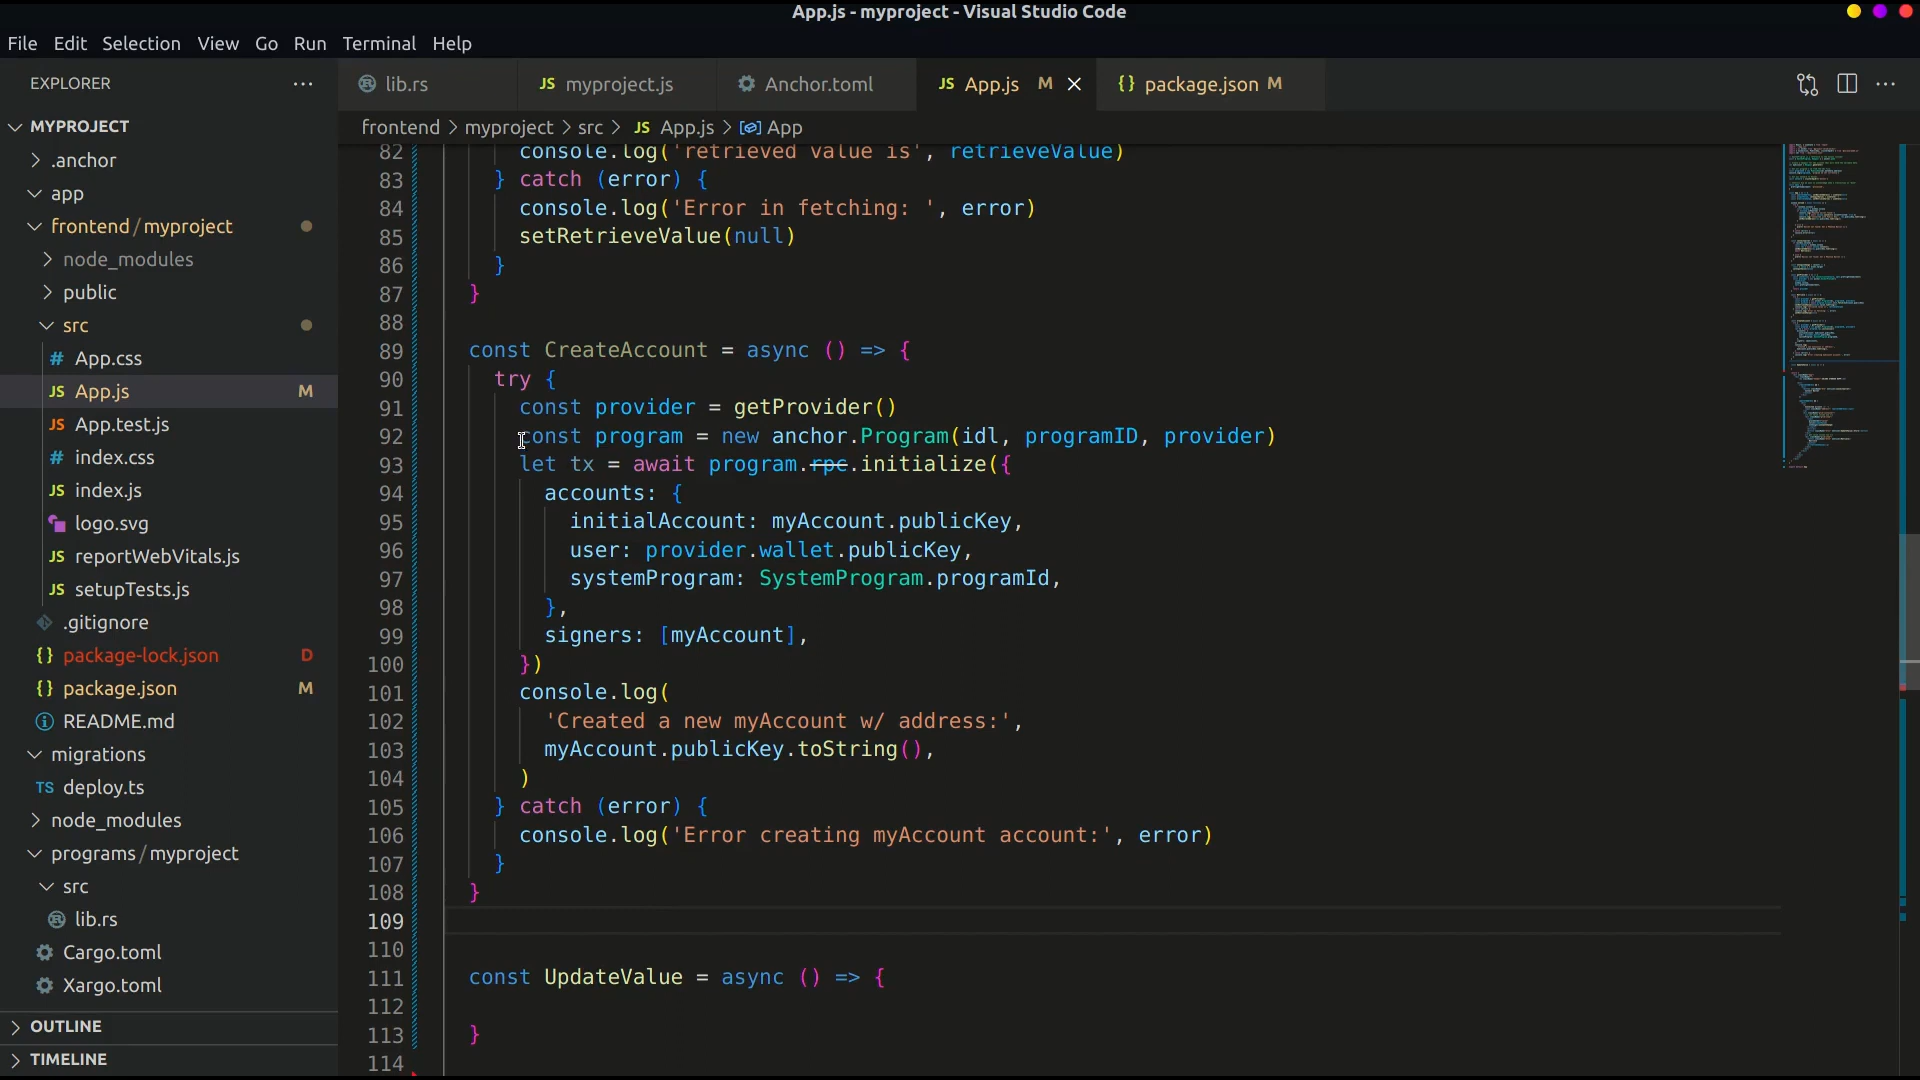 App.js - myproject - Visual Studio Code
File Edit Selection View Go Run Terminal Help
EXPLORER
MYPROJECT
.anchor
app
frontend / myproject
node_modules
public
src
# App.css
JS App.js M
JS App.test.js
# index.css
JS index.js
logo.svg
JS reportWebVitals.js
JS setupTests.js
.gitignore
{} package-lock.json D
{} package.json M
README.md
migrations
TS deploy.ts
node_modules
programs / myproject
src
lib.rs
Cargo.toml
Xargo.toml
OUTLINE
TIMELINE
lib.rs JS myproject.js Anchor.toml JS App.js M {} package.json M
frontend > myproject > src > JS App.js > App
82 console.log('retrieved value is', retrieveValue)
83 } catch (error) {
84 console.log('Error in fetching: ', error)
85 setRetrieveValue(null)
86 }
87 }
88
89 const CreateAccount = async () => {
90 try {
91 const provider = getProvider()
92 const program = new anchor.Program(idl, programID, provider)
93 let tx = await program.rpc.initialize({
94 accounts: {
95 initialAccount: myAccount.publicKey,
96 user: provider.wallet.publicKey,
97 systemProgram: SystemProgram.programId,
98 },
99 signers: [myAccount],
100 })
101 console.log(
102 'Created a new myAccount w/ address:',
103 myAccount.publicKey.toString(),
104 )
105 } catch (error) {
106 console.log('Error creating myAccount account:', error)
107 }
108 }
109
110
111 const UpdateValue = async () => {
112
113 }
114